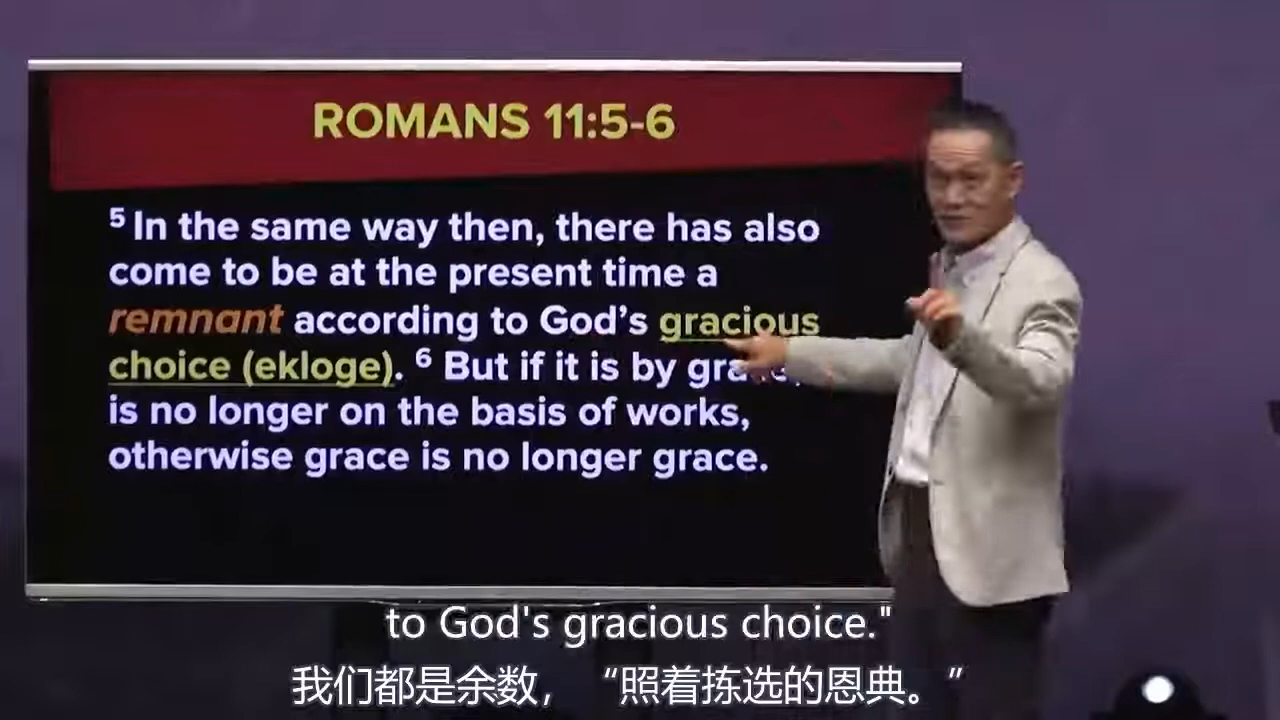 ROMANS 11:5-6
5 In the same way then, there has also
come to be at the present time a
remnant according to God's gracious
choice (ekloge). 6 But if it is by
is no longer on the basis of works,
otherwise grace is no longer grace.
to God's gracious choice."
我们都是余数，“照着拣选的恩典。”